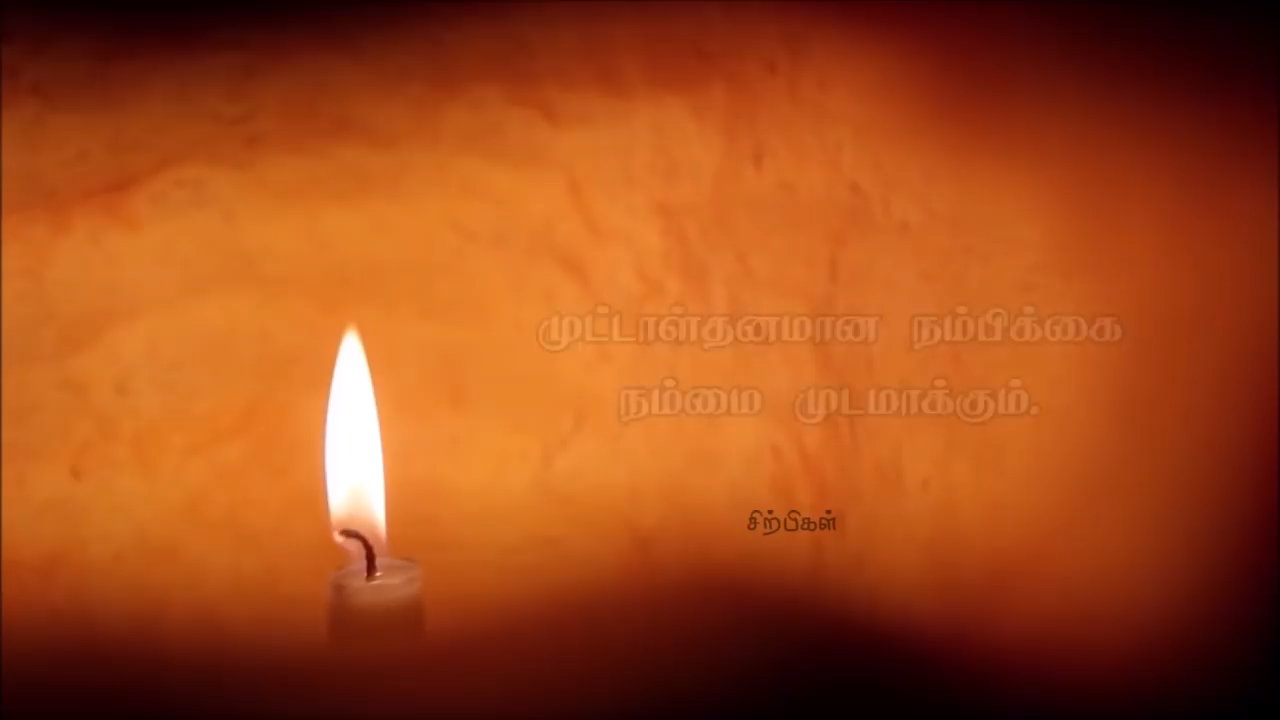 முட்டாள்தனமான நம்பிக்கை
நம்மை முடமாக்கும்.
சிற்பிகள்